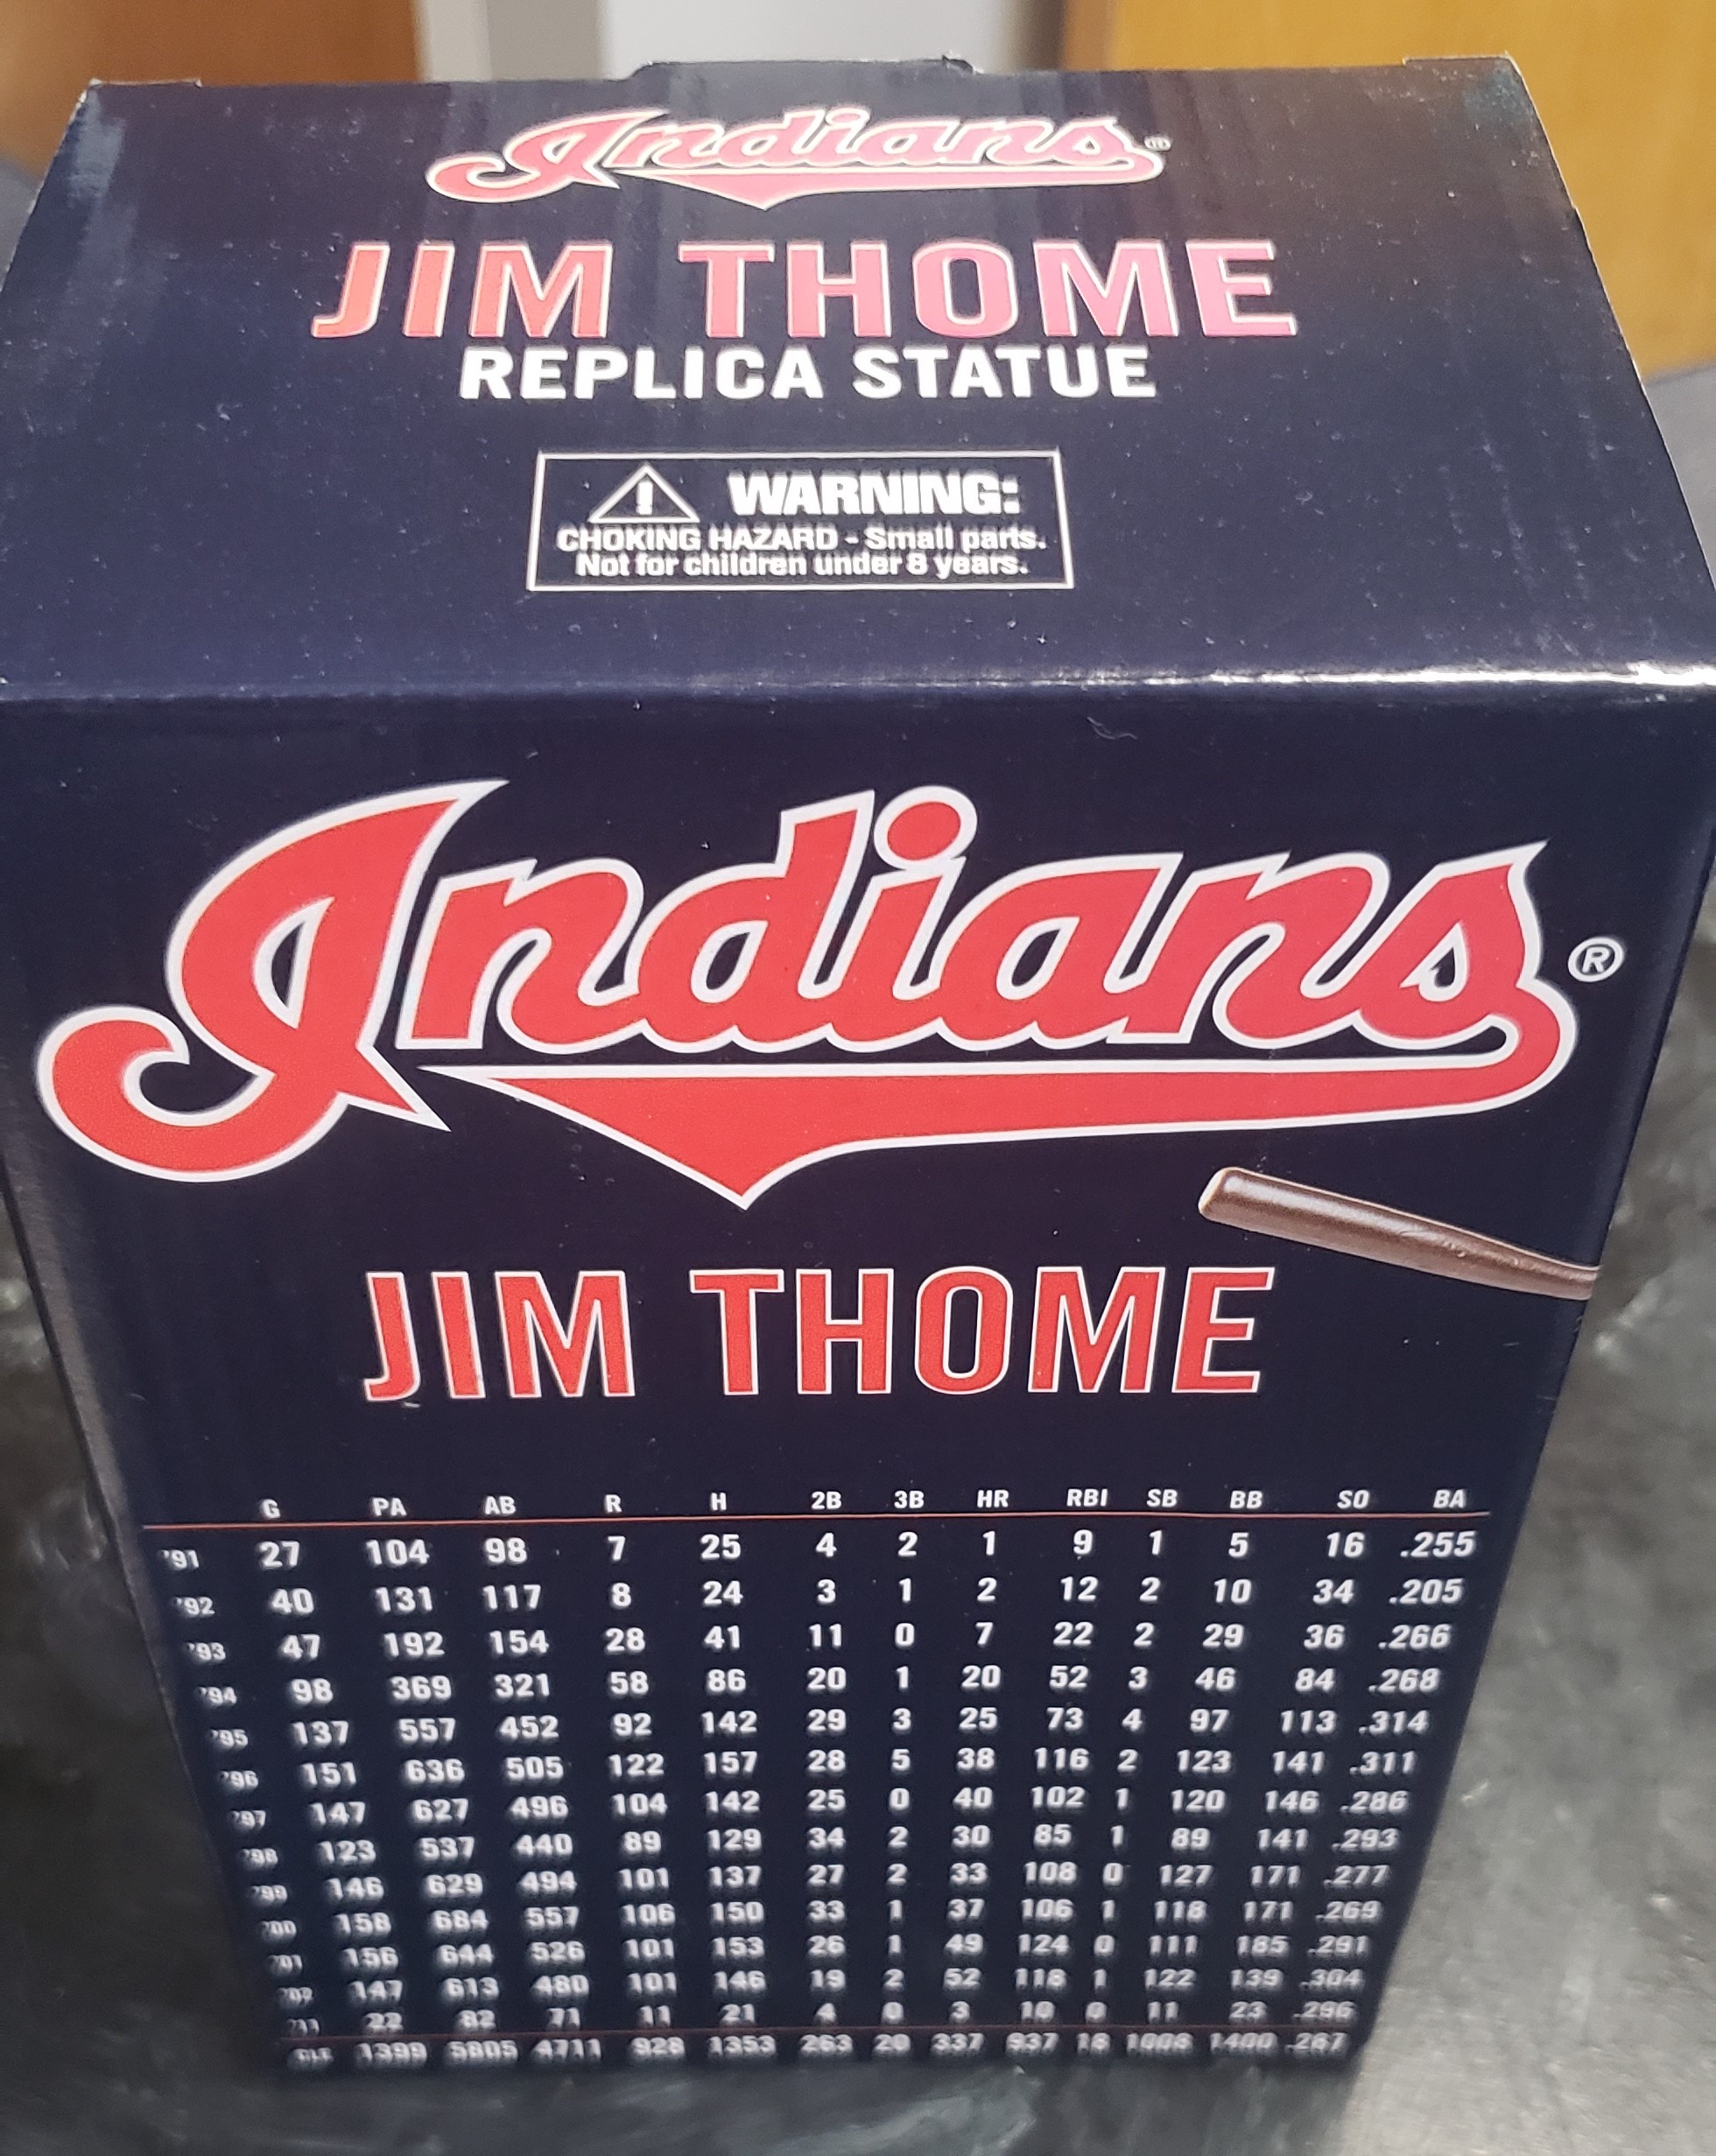 Indians®
JIM THOME
REPLICA STATUE
! WARNING:
CHOKING HAZARD - Small parts.
Not for children under 8 years.
Indians®
JIM THOME
G PA AB R H 2B 3B HR RBI SB BB SO BA
'91 27 104 98 7 25 4 2 1 9 1 5 16 .255
'92 40 131 117 8 24 3 1 2 12 2 10 34 .205
'93 47 192 154 28 41 11 0 7 22 2 29 36 .266
'94 98 369 321 58 86 20 1 20 52 3 46 84 .268
'95 137 557 452 92 142 29 3 25 73 4 97 113 .314
'96 151 636 505 122 157 28 5 38 116 2 123 141 .311
'97 147 627 496 104 142 25 0 40 102 1 120 146 .286
'98 123 537 440 89 129 34 2 30 85 1 89 141 .293
'99 146 629 494 101 137 27 2 33 108 0 127 171 .277
'00 158 684 557 106 150 33 1 37 106 1 118 171 .269
'01 156 644 526 101 153 26 1 49 124 0 111 185 .291
'02 147 613 480 101 146 19 2 52 118 1 122 139 .304
'11 22 82 71 11 21 4 0 3 10 0 11 23 .296
CLE 1399 5805 4711 928 1353 263 20 337 937 18 1008 1400 .287